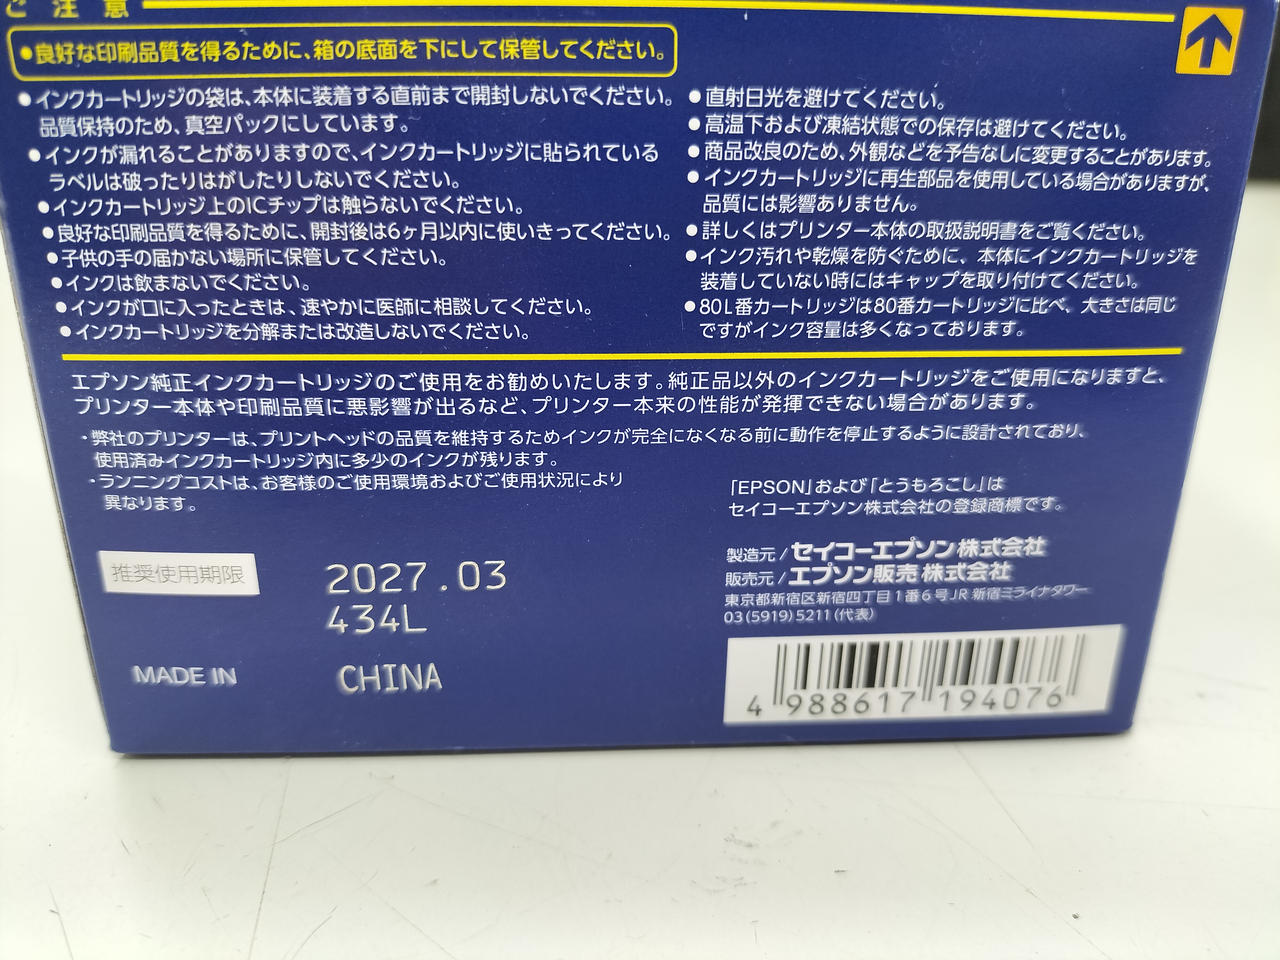 ご注意
●良好な印刷品質を得るために、箱の底面を下にして保管してください。
●インクカートリッジの袋は、本体に装着する直前まで開封しないでください。
品質保持のため、真空パックにしています。
●インクが漏れることがありますので、インクカートリッジに貼られている
ラベルは破ったりはがしたりしないでください。
●インクカートリッジ上のICチップは触らないでください。
●良好な印刷品質を得るために、開封後は6ヶ月以内に使いきってください。
●子供の手の届かない場所に保管してください。
●インクは飲まないでください。
●インクが口に入ったときは、速やかに医師に相談してください。
●インクカートリッジを分解または改造しないでください。
●直射日光を避けてください。
●高温下および凍結状態での保存は避けてください。
●商品改良のため、外観などを予告なしに変更することがあります。
●インクカートリッジに再生部品を使用している場合がありますが、
品質には影響ありません。
●詳しくはプリンター本体の取扱説明書をご覧ください。
●インク汚れや乾燥を防ぐために、本体にインクカートリッジを
装着していない時にはキャップを取り付けてください。
●80L番カートリッジは80番カートリッジに比べ、大きさは同じ
ですがインク容量は多くなっております。
エプソン純正インクカートリッジのご使用をお勧めいたします。純正品以外のインクカートリッジをご使用になりますと、
プリンター本体や印刷品質に悪影響が出るなど、プリンター本来の性能が発揮できない場合があります。
・弊社のプリンターは、プリントヘッドの品質を維持するためインクが完全になくなる前に動作を停止するように設計されており、
使用済みインクカートリッジ内に多少のインクが残ります。
・ランニングコストは、お客様のご使用環境およびご使用状況により
異なります。
「EPSON」および「とうもろこし」は
セイコーエプソン株式会社の登録商標です。
製造元/セイコーエプソン株式会社
販売元/エプソン販売株式会社
東京都新宿区新宿四丁目1番6号JR新宿ミライナタワー
03(5919)5211(代表)
推奨使用期限
2027.03
434L
MADE IN CHINA
4 988617 194076